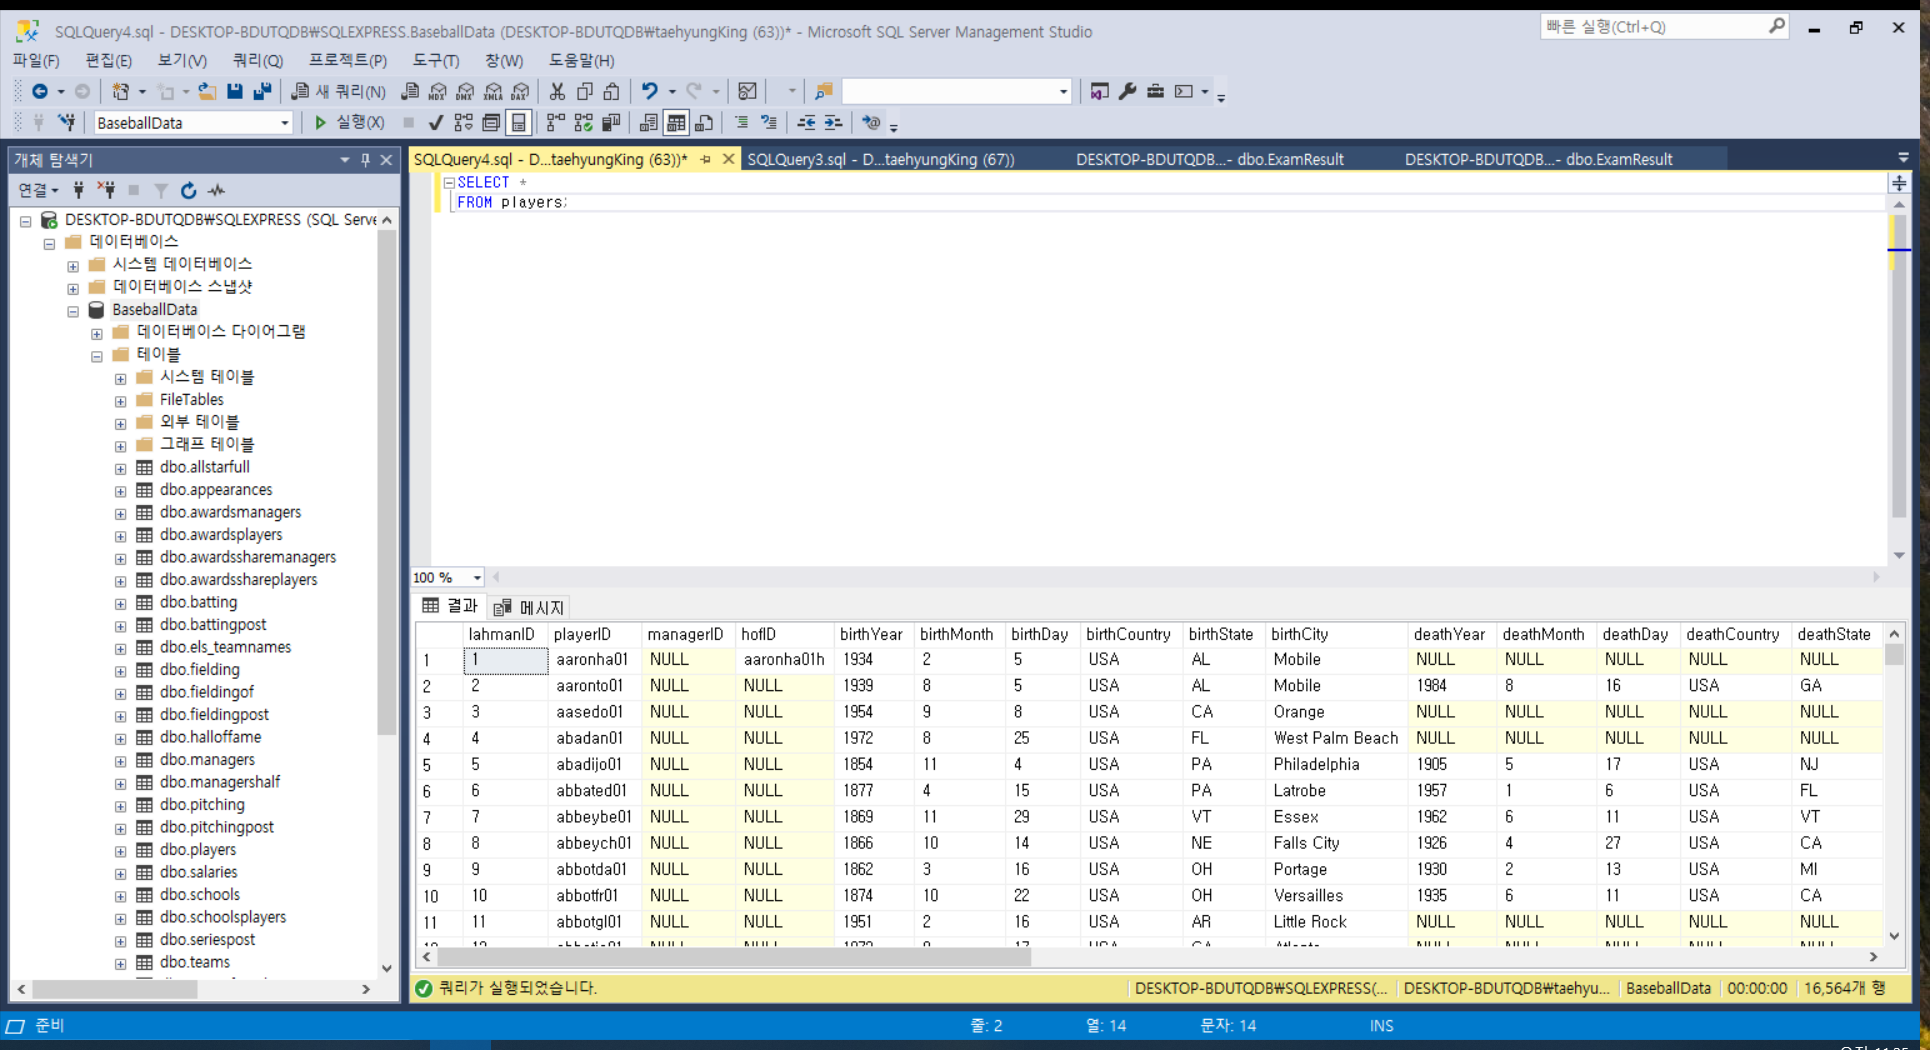 SQLQuery4.sql - DESKTOP-BDUTQDB₩SQLEXPRESS.BaseballData (DESKTOP-BDUTQDB₩taehyungKing (63))* - Microsoft SQL Server Management Studio
빠른 실행(Ctrl+Q)
파일(F) 편집(E) 보기(V) 쿼리(Q) 프로젝트(P) 도구(T) 창(W) 도움말(H)
새 쿼리(N) MDX DMX XMLA DAX
BaseballData 실행(X)
개체 탐색기
연결
DESKTOP-BDUTQDB₩SQLEXPRESS (SQL Serve
데이터베이스
시스템 데이터베이스
데이터베이스 스냅샷
BaseballData
데이터베이스 다이어그램
테이블
시스템 테이블
FileTables
외부 테이블
그래프 테이블
dbo.allstarfull
dbo.appearances
dbo.awardsmanagers
dbo.awardsplayers
dbo.awardssharemanagers
dbo.awardsshareplayers
dbo.batting
dbo.battingpost
dbo.els_teamnames
dbo.fielding
dbo.fieldingof
dbo.fieldingpost
dbo.halloffame
dbo.managers
dbo.managershalf
dbo.pitching
dbo.pitchingpost
dbo.players
dbo.salaries
dbo.schools
dbo.schoolsplayers
dbo.seriespost
dbo.teams
SQLQuery4.sql - D...taehyungKing (63))* SQLQuery3.sql - D...taehyungKing (67)) DESKTOP-BDUTQDB...- dbo.ExamResult DESKTOP-BDUTQDB...- dbo.ExamResult
SELECT *
FROM players;
100 %
결과 메시지
lahmanID playerID managerID hofID birthYear birthMonth birthDay birthCountry birthState birthCity deathYear deathMonth deathDay deathCountry deathState
1 1 aaronha01 NULL aaronha01h 1934 2 5 USA AL Mobile NULL NULL NULL NULL NULL
2 2 aaronto01 NULL NULL 1939 8 5 USA AL Mobile 1984 8 16 USA GA
3 3 aasedo01 NULL NULL 1954 9 8 USA CA Orange NULL NULL NULL NULL NULL
4 4 abadan01 NULL NULL 1972 8 25 USA FL West Palm Beach NULL NULL NULL NULL NULL
5 5 abadijo01 NULL NULL 1854 11 4 USA PA Philadelphia 1905 5 17 USA NJ
6 6 abbated01 NULL NULL 1877 4 15 USA PA Latrobe 1957 1 6 USA FL
7 7 abbeybe01 NULL NULL 1869 11 29 USA VT Essex 1962 6 11 USA VT
8 8 abbeych01 NULL NULL 1866 10 14 USA NE Falls City 1926 4 27 USA CA
9 9 abbotda01 NULL NULL 1862 3 16 USA OH Portage 1930 2 13 USA MI
10 10 abbotfr01 NULL NULL 1874 10 22 USA OH Versailles 1935 6 11 USA CA
11 11 abbotgl01 NULL NULL 1951 2 16 USA AR Little Rock NULL NULL NULL NULL NULL
쿼리가 실행되었습니다. DESKTOP-BDUTQDB₩SQLEXPRESS(... DESKTOP-BDUTQDB₩taehyu... BaseballData 00:00:00 16,564개 행
준비 줄: 2 열: 14 문자: 14 INS